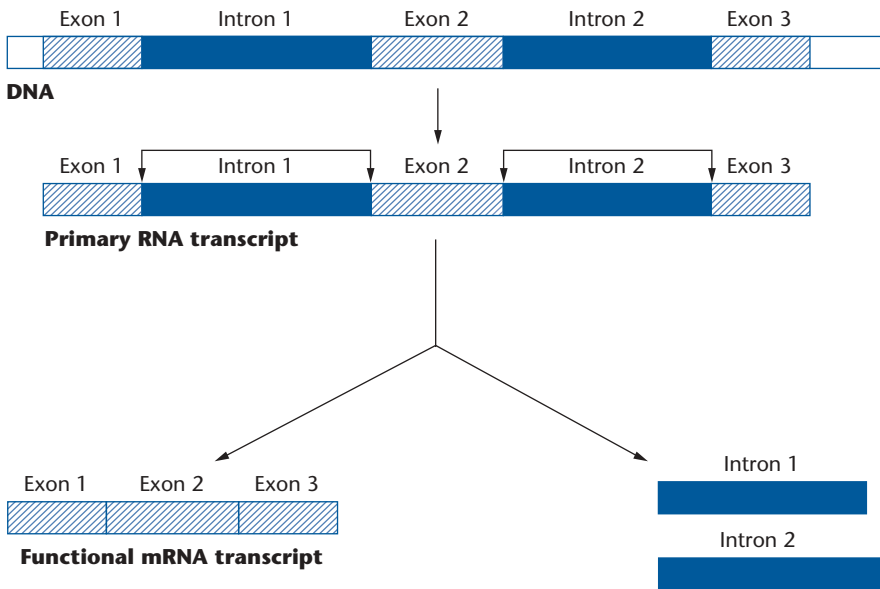 Exon 1 Intron 1 Exon 2 Intron 2 Exon 3
DNA
Exon 1 Intron 1 Exon 2 Intron 2 Exon 3
Primary RNA transcript
Intron 1
Exon 1 Exon 2 Exon 3
Intron 2
Functional mRNA transcript